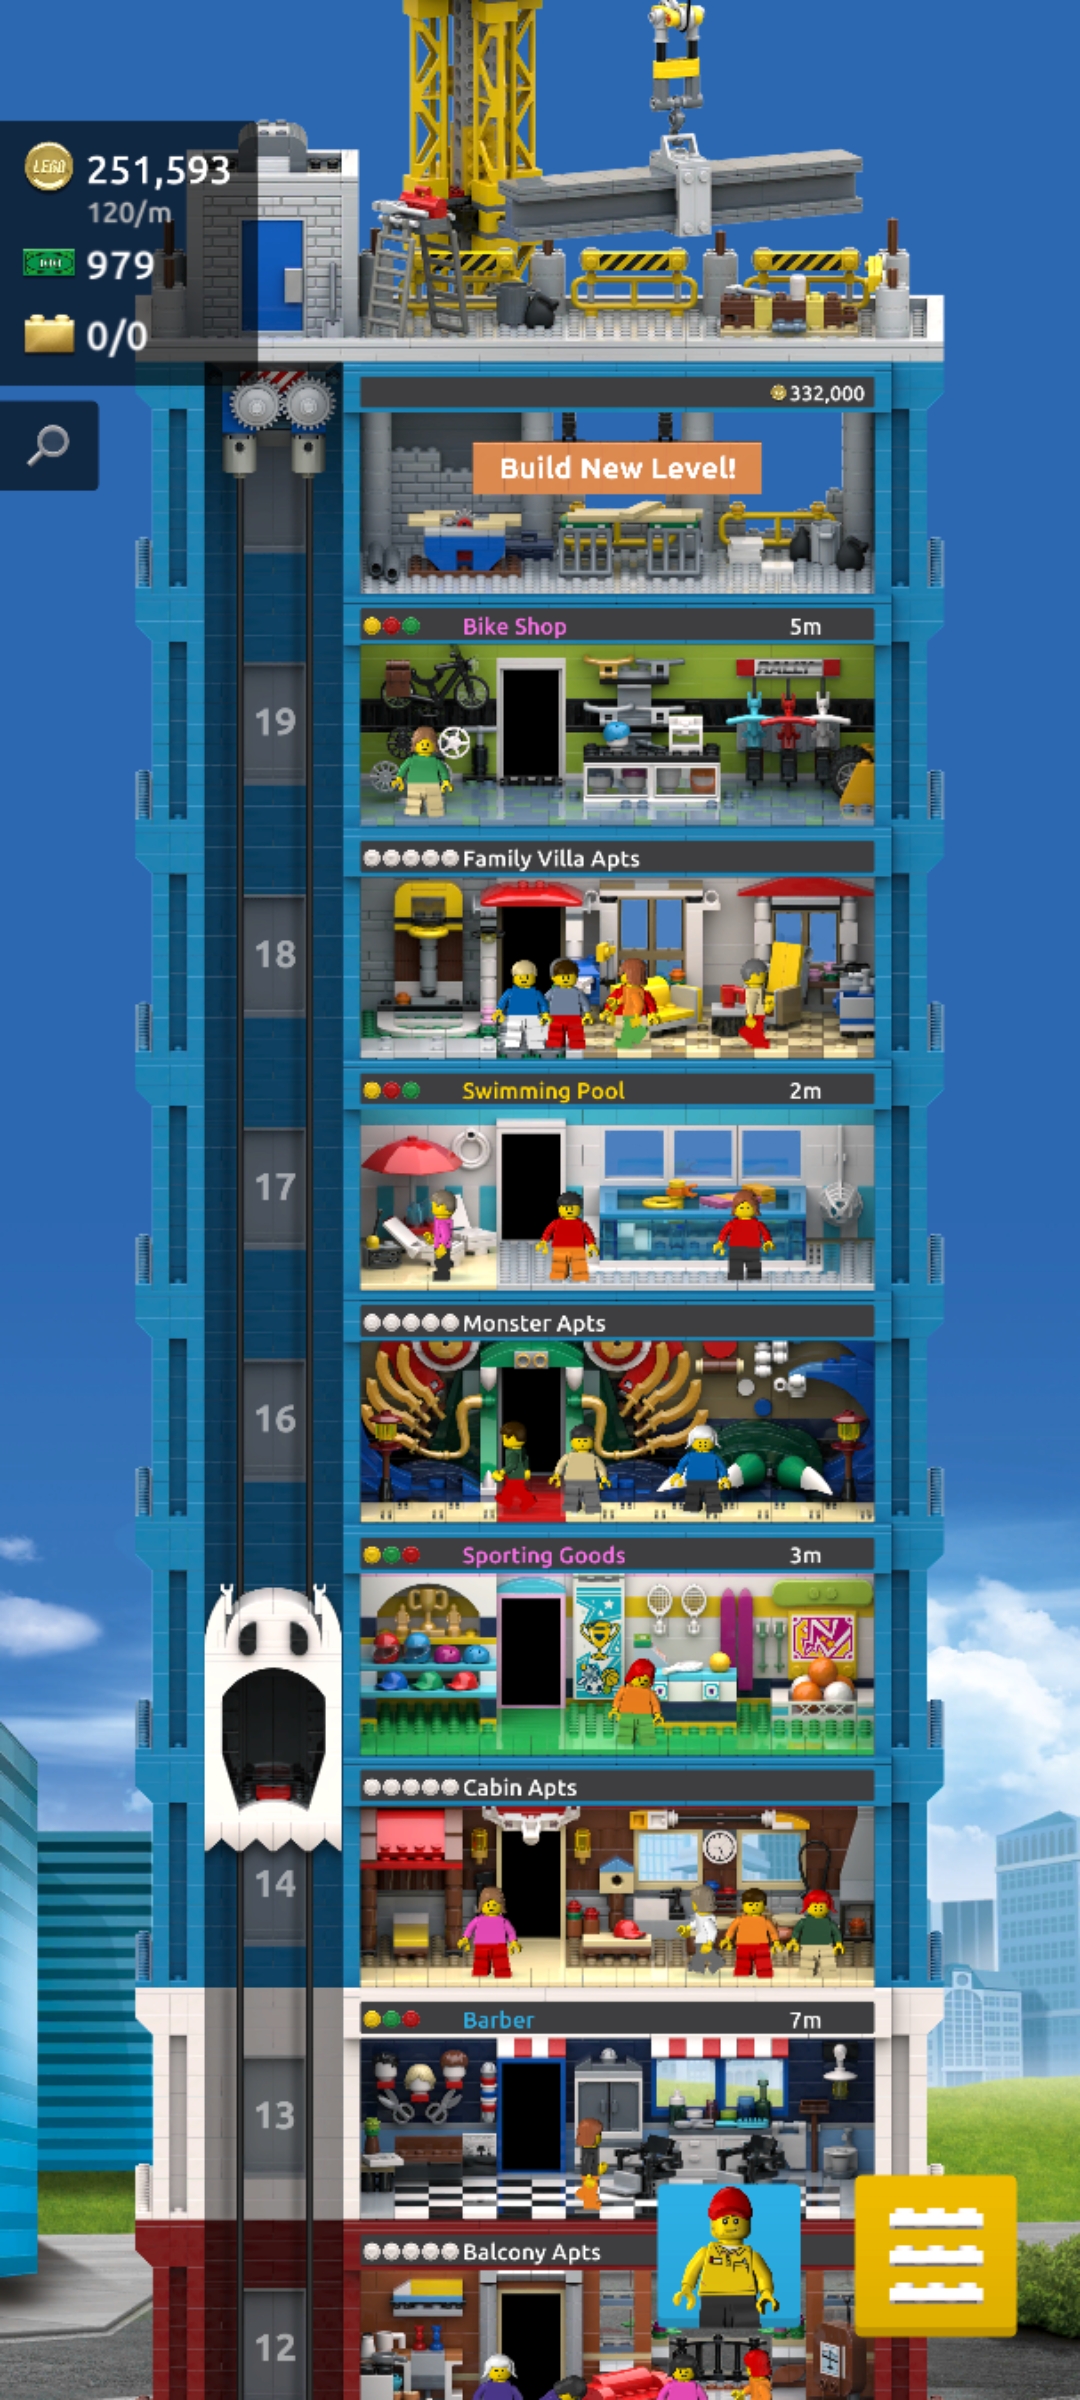 LEGO 251,593
120/m
979
0/0
332,000
Build New Level!
Bike Shop 5m
RALLY
19
Family Villa Apts
18
Swimming Pool 2m
17
Monster Apts
16
Sporting Goods 3m
Cabin Apts
14
Barber 7m
13
Balcony Apts
12